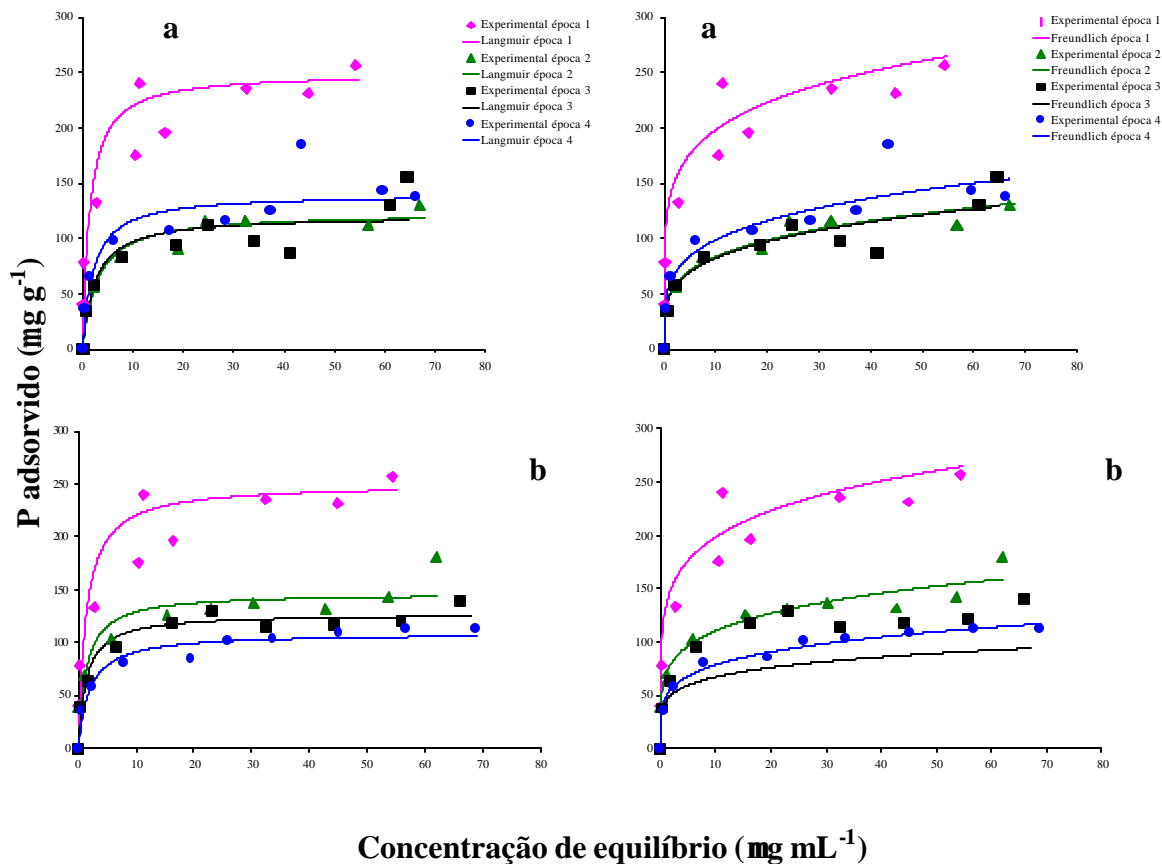 a
300
250
200
150
100
50
0
0 10 20 30 40 50 60 70 80
Experimental época 1
Langmuir época 1
Experimental época 2
Langmuir época 2
Experimental época 3
Langmuir época 3
Experimental época 4
Langmuir época 4
a
300
250
200
150
100
50
0
0 10 20 30 40 50 60 70 80
Experimental época 1
Freundlich época 1
Experimental época 2
Freundlich época 2
Experimental época 3
Freundlich época 3
Experimental época 4
Freundlich época 4
P adsorvido (mg g⁻¹)
b
300
250
200
150
100
50
0
0 10 20 30 40 50 60 70 80
b
300
250
200
150
100
50
0
0 10 20 30 40 50 60 70 80
Concentração de equilíbrio (mg mL⁻¹)